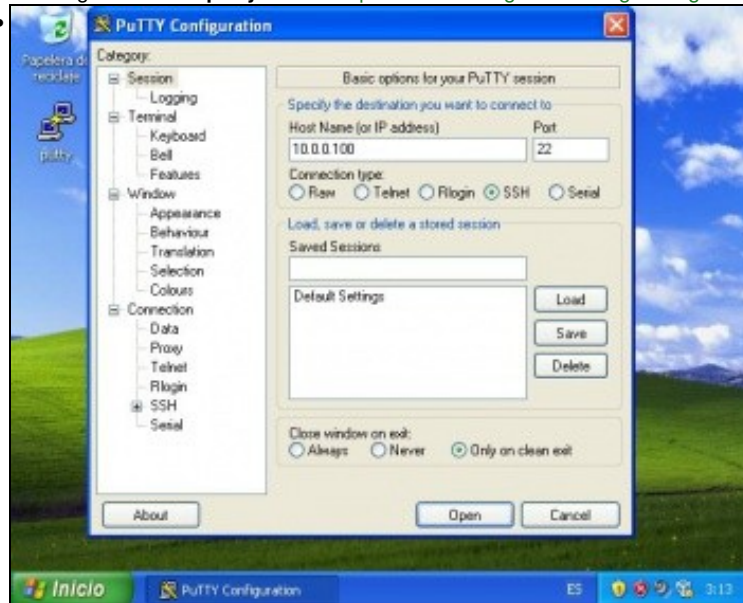 PuTTY Configuration
Papelera de
reciclaje
putty
Category:
Session
Logging
Terminal
Keyboard
Bell
Features
Window
Appearance
Behaviour
Translation
Selection
Colours
Connection
Data
Proxy
Telnet
Rlogin
SSH
Serial
Basic options for your PuTTY session
Specify the destination you want to connect to
Host Name (or IP address) Port
10.0.0.100 22
Connection type:
Raw Telnet Rlogin SSH Serial
Load, save or delete a stored session
Saved Sessions
Default Settings
Load
Save
Delete
Close window on exit:
Always Never Only on clean exit
About Open Cancel
Inicio PuTTY Configuration ES 3:13